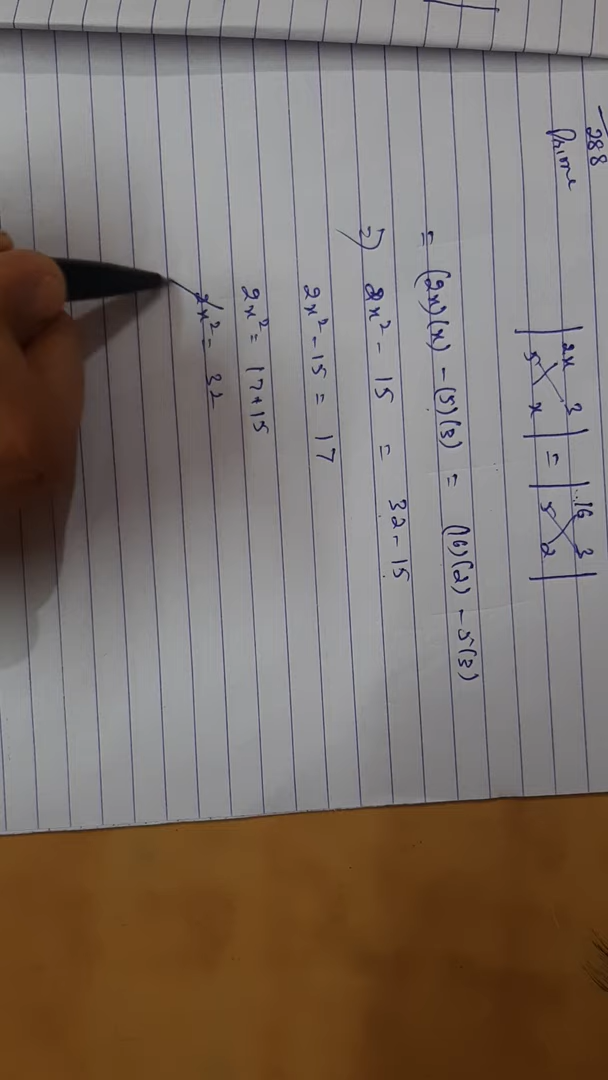 288
Prime
| 2x 3 | = | 16 3 |
| 5 x | | 5 2 |
= (2x)(x) - (5)(3) = (16)(2) - 5(3)
⇒ 2x² - 15 = 32 - 15
2x² - 15 = 17
2x² = 17+15
2x² = 32